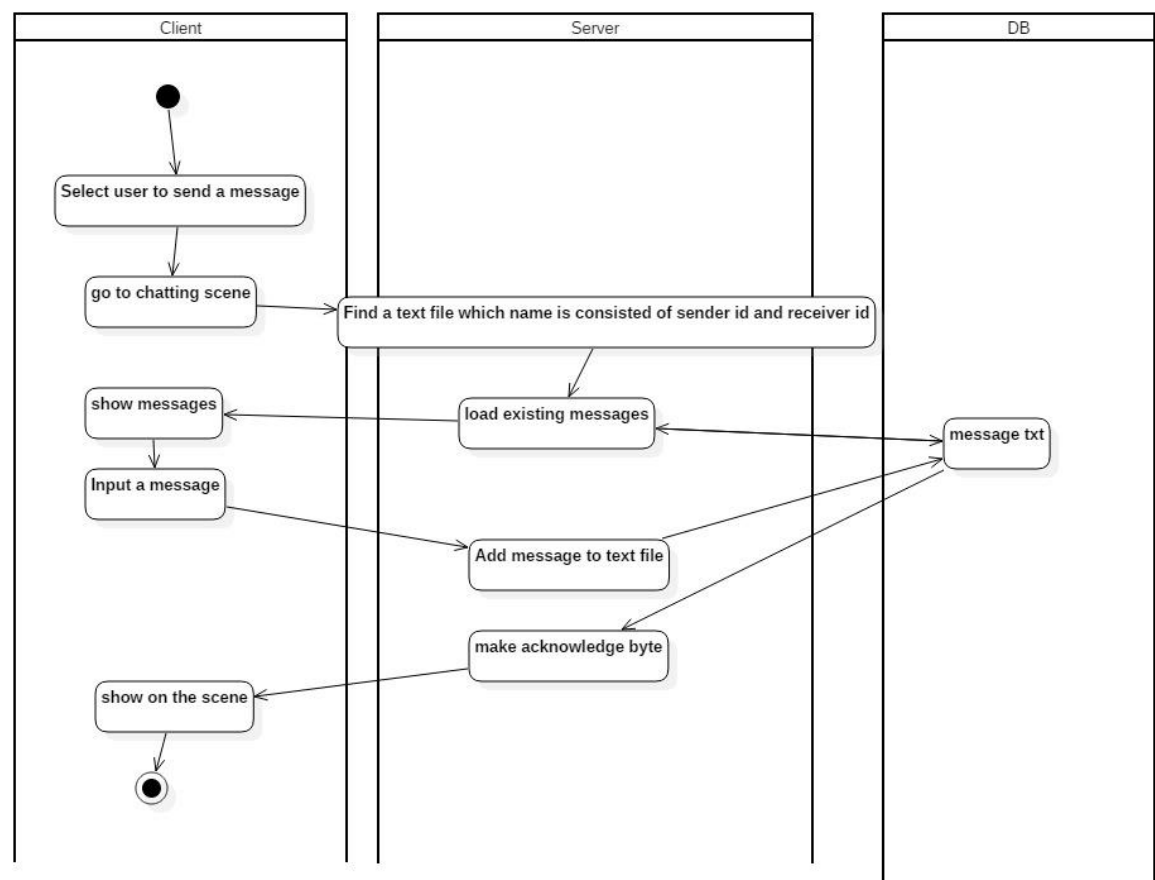 Client
Server
DB
Select user to send a message
go to chatting scene
Find a text file which name is consisted of sender id and receiver id
show messages
load existing messages
message txt
Input a message
Add message to text file
make acknowledge byte
show on the scene